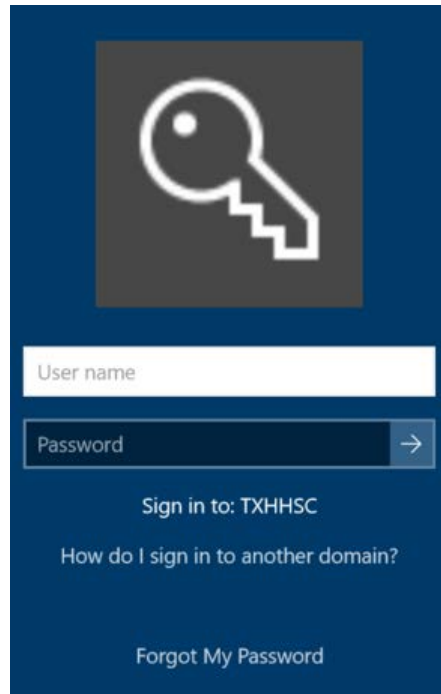 User name
Password
Sign in to: TXHHSC
How do I sign in to another domain?
Forgot My Password